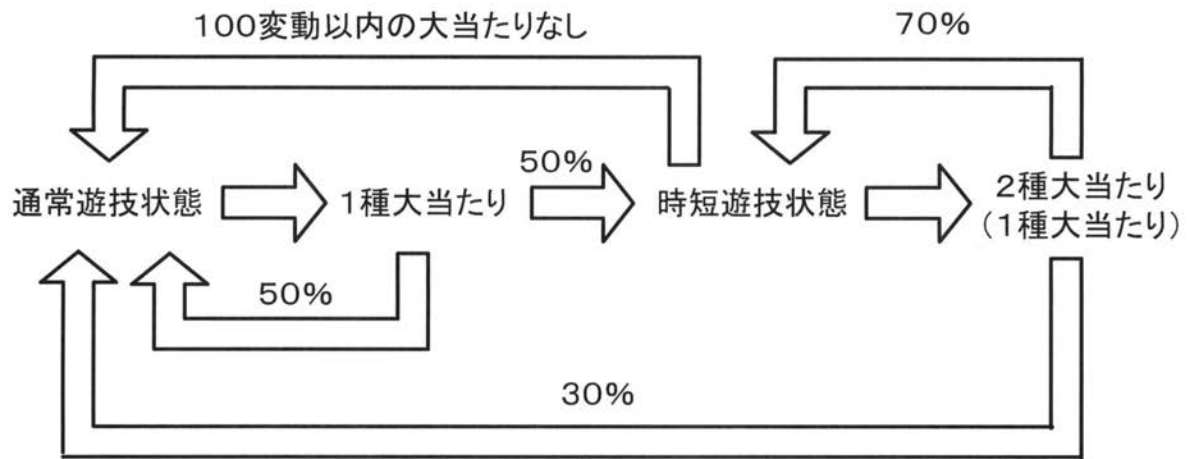 100変動以内の大当たりなし
70%
50%
通常遊技状態
1種大当たり
時短遊技状態
2種大当たり
(1種大当たり)
50%
30%